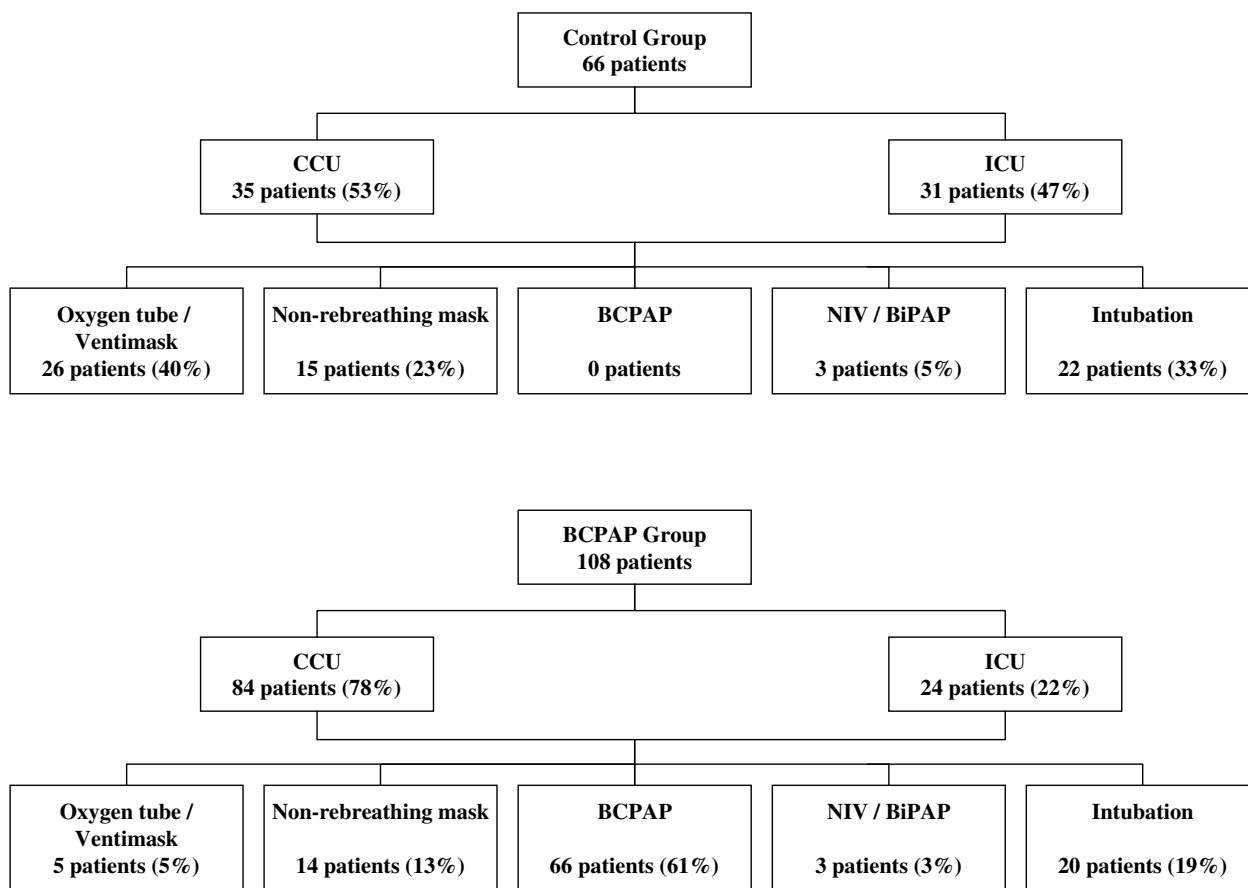 Control Group
66 patients
CCU
35 patients (53%)
ICU
31 patients (47%)
Oxygen tube /
Ventimask
26 patients (40%)
Non-rebreathing mask
15 patients (23%)
BCPAP
0 patients
NIV / BiPAP
3 patients (5%)
Intubation
22 patients (33%)
BCPAP Group
108 patients
CCU
84 patients (78%)
ICU
24 patients (22%)
Oxygen tube /
Ventimask
5 patients (5%)
Non-rebreathing mask
14 patients (13%)
BCPAP
66 patients (61%)
NIV / BiPAP
3 patients (3%)
Intubation
20 patients (19%)